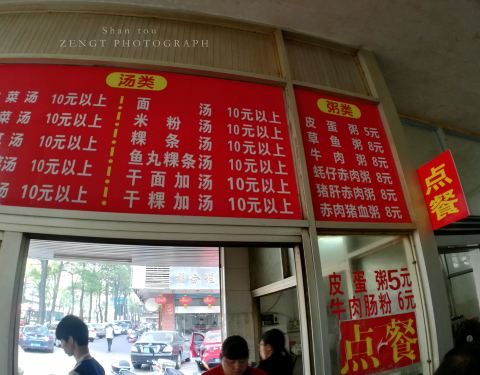 Shan tou
ZENGT PHOTOGRAPH
汤类
菜汤 10元以上
菜汤 10元以上
汤 10元以上
汤 10元以上
汤 10元以上
面 汤 10元以上
米粉汤 10元以上
粿条汤 10元以上
鱼丸粿条汤 10元以上
干面加汤 10元以上
干粿加汤 10元以上
粥类
皮蛋粥 5元
草鱼粥 8元
牛肉粥 8元
蚝仔赤肉粥 8元
猪肝赤肉粥 8元
赤肉猪血粥 8元
点餐
皮蛋粥5元
牛肉肠粉 6元
点餐